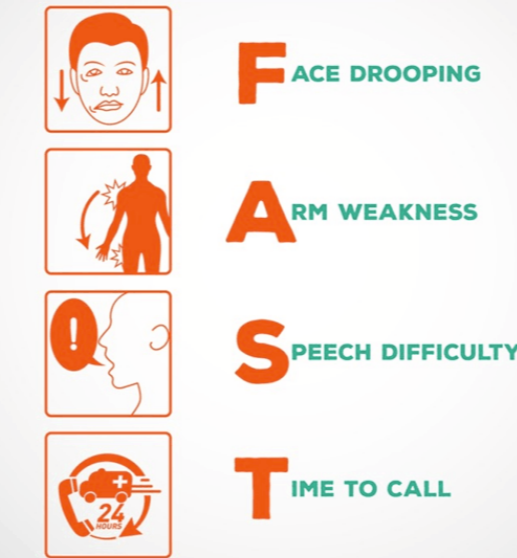 FACE DROOPING
ARM WEAKNESS
!
SPEECH DIFFICULTY
24
HOURS
TIME TO CALL